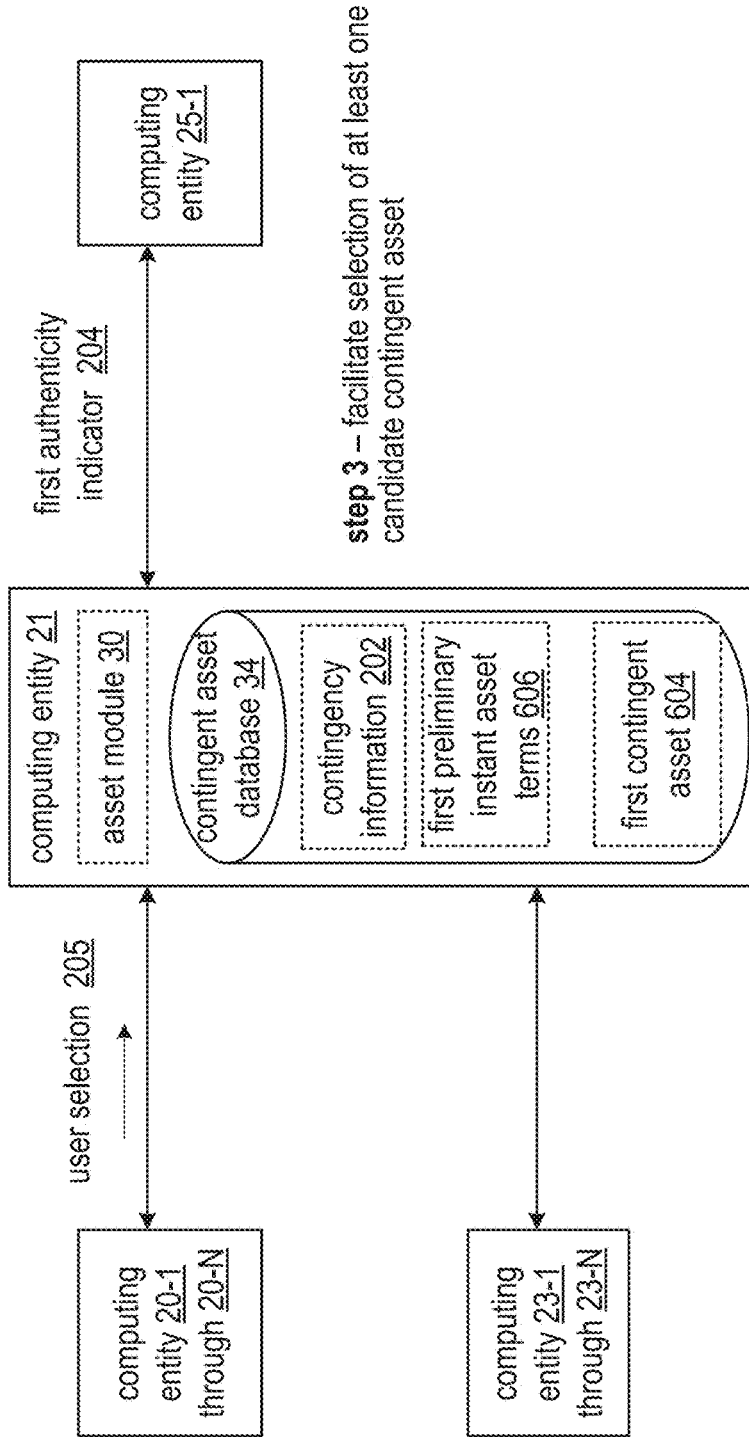 computing
entity 20-1
through 20-N
user selection 205
computing entity 21
asset module 30
contingent asset
database 34
contingency
information 202
first preliminary
instant asset
terms 606
first contingent
asset 604
first authenticity
indicator 204
computing
entity 25-1
computing
entity 23-1
through 23-N
step 3 – facilitate selection of at least one
candidate contingent asset